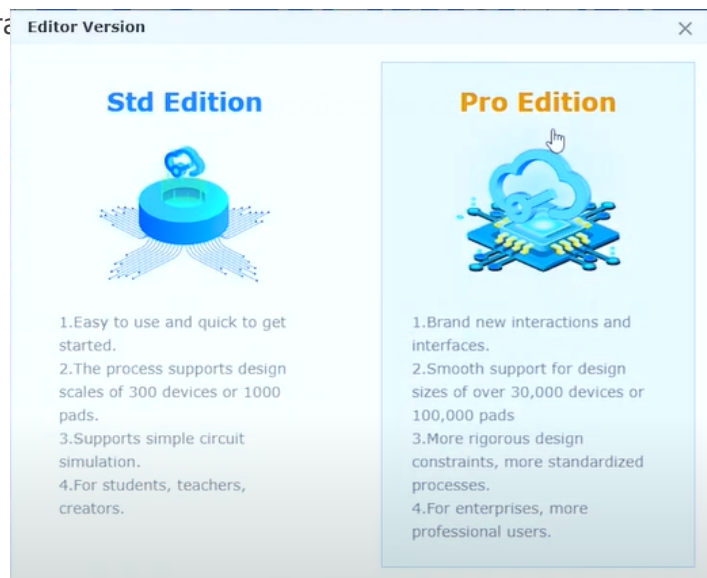 Editor Version
Std Edition
1.Easy to use and quick to get
started.
2.The process supports design
scales of 300 devices or 1000
pads.
3.Supports simple circuit
simulation.
4.For students, teachers,
creators.
Pro Edition
1.Brand new interactions and
interfaces.
2.Smooth support for design
sizes of over 30,000 devices or
100,000 pads
3.More rigorous design
constraints, more standardized
processes.
4.For enterprises, more
professional users.